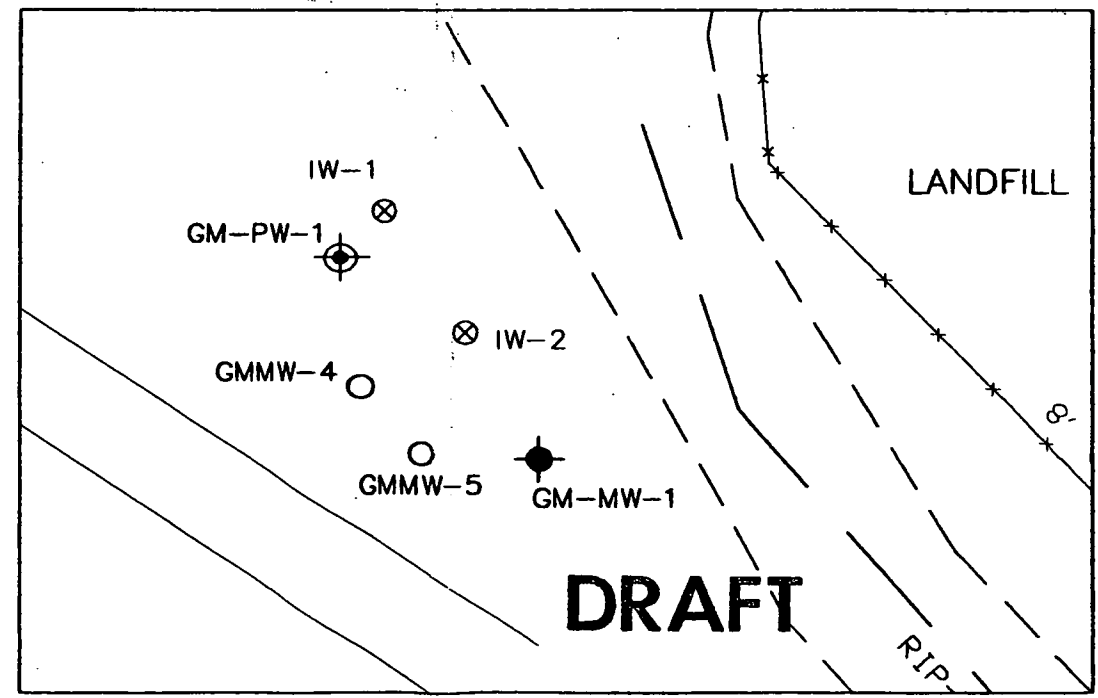 IW-1
LANDFILL
GM-PW-1
IW-2
GMMW-4
8'
GMMW-5
GM-MW-1
DRAFT
RIP-